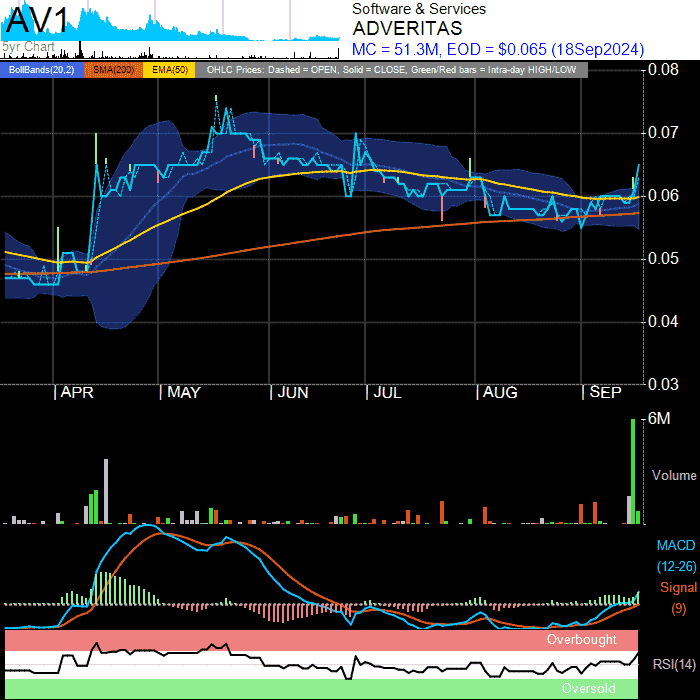 AV1
5yr Chart
Software & Services
ADVERITAS
MC = 51.3M, EOD = $0.065 (18Sep2024)
BollBands(20,2) SMA(200) EMA(50) OHLC Prices: Dashed = OPEN, Solid = CLOSE, Green/Red bars = Intra-day HIGH/LOW
0.08
0.07
0.06
0.05
0.04
0.03
APR MAY JUN JUL AUG SEP
6M
Volume
MACD
(12-26)
Signal
(9)
Overbought
RSI(14)
Oversold